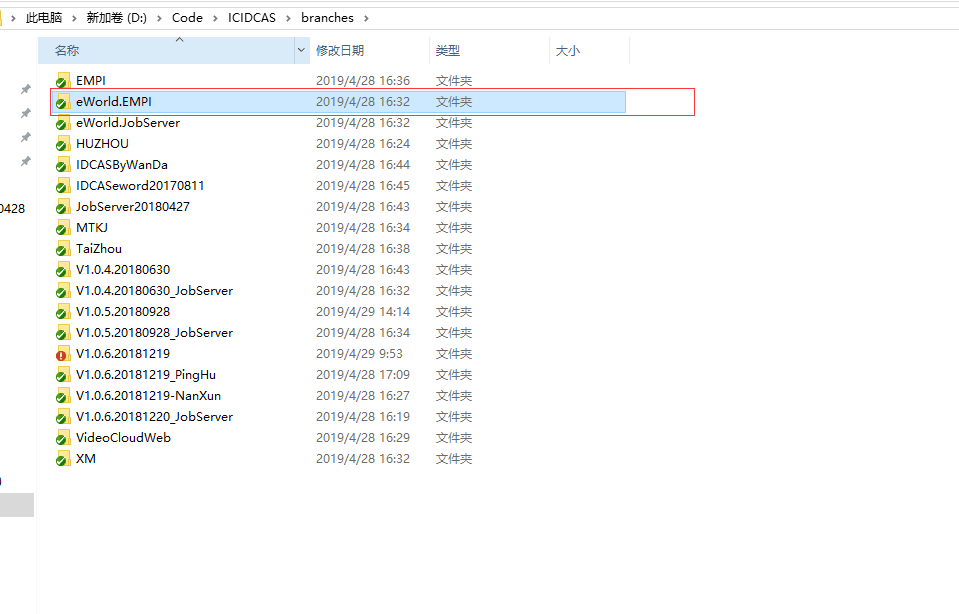 此电脑 › 新加卷 (D:) › Code › ICIDCAS › branches ›
名称 修改日期 类型 大小
EMPI 2019/4/28 16:36 文件夹
eWorld.EMPI 2019/4/28 16:32 文件夹
eWorld.JobServer 2019/4/28 16:32 文件夹
HUZHOU 2019/4/28 16:24 文件夹
IDCASByWanDa 2019/4/28 16:44 文件夹
IDCASeword20170811 2019/4/28 16:45 文件夹
JobServer20180427 2019/4/28 16:43 文件夹
0428
MTKJ 2019/4/28 16:34 文件夹
TaiZhou 2019/4/28 16:38 文件夹
V1.0.4.20180630 2019/4/28 16:43 文件夹
V1.0.4.20180630_JobServer 2019/4/28 16:32 文件夹
V1.0.5.20180928 2019/4/29 14:14 文件夹
V1.0.5.20180928_JobServer 2019/4/28 16:34 文件夹
V1.0.6.20181219 2019/4/29 9:53 文件夹
V1.0.6.20181219_PingHu 2019/4/28 17:09 文件夹
V1.0.6.20181219-NanXun 2019/4/28 16:27 文件夹
V1.0.6.20181220_JobServer 2019/4/28 16:19 文件夹
VideoCloudWeb 2019/4/28 16:29 文件夹
XM 2019/4/28 16:32 文件夹